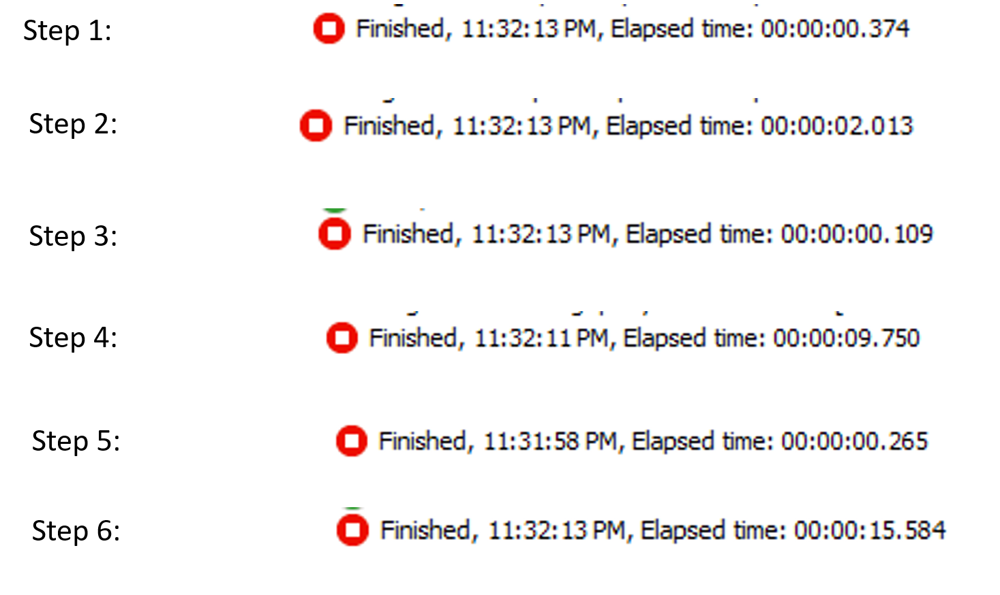 Step 1: Finished, 11:32:13 PM, Elapsed time: 00:00:00.374
Step 2: Finished, 11:32:13 PM, Elapsed time: 00:00:02.013
Step 3: Finished, 11:32:13 PM, Elapsed time: 00:00:00.109
Step 4: Finished, 11:32:11 PM, Elapsed time: 00:00:09.750
Step 5: Finished, 11:31:58 PM, Elapsed time: 00:00:00.265
Step 6: Finished, 11:32:13 PM, Elapsed time: 00:00:15.584